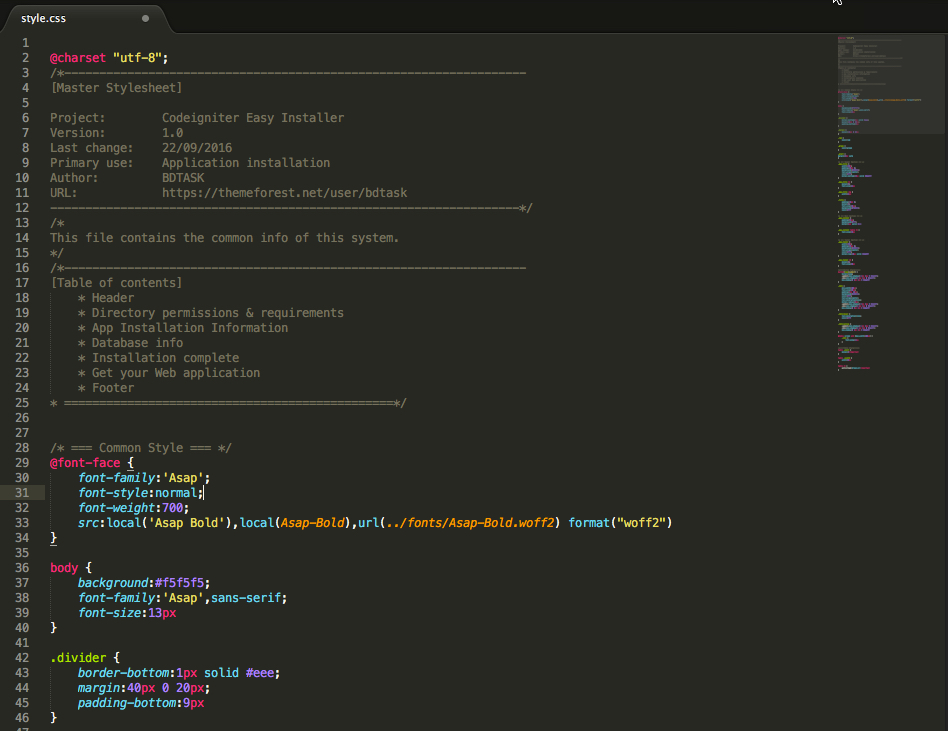 style.css
1
2 @charset "utf-8";
3 /*------------------------------------------------------------------
4 [Master Stylesheet]
5
6 Project:        Codeigniter Easy Installer
7 Version:        1.0
8 Last change:    22/09/2016
9 Primary use:    Application installation
10 Author:         BDTASK
11 URL:            https://themeforest.net/user/bdtask
12 -------------------------------------------------------------------*/
13 /*
14 This file contains the common info of this system.
15 */
16 /*------------------------------------------------------------------
17 [Table of contents]
18     * Header
19     * Directory permissions & requirements
20     * App Installation Information
21     * Database info
22     * Installation complete
23     * Get your Web application
24     * Footer
25 * ===============================================*/
26
27
28 /* === Common Style === */
29 @font-face {
30     font-family:'Asap';
31     font-style:normal;
32     font-weight:700;
33     src:local('Asap Bold'),local(Asap-Bold),url(../fonts/Asap-Bold.woff2) format("woff2")
34 }
35
36 body {
37     background:#f5f5f5;
38     font-family:'Asap',sans-serif;
39     font-size:13px
40 }
41
42 .divider {
43     border-bottom:1px solid #eee;
44     margin:40px 0 20px;
45     padding-bottom:9px
46 }
47